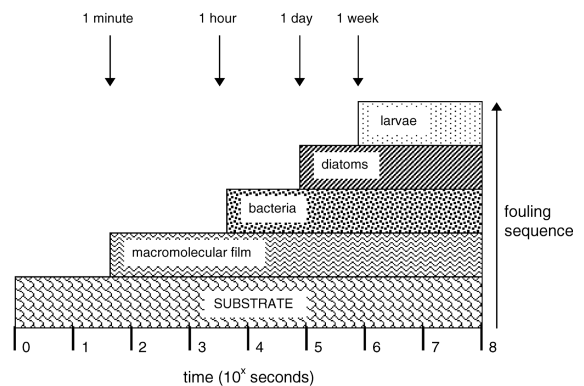 1 minute 1 hour 1 day 1 week
larvae
diatoms
bacteria
macromolecular film
SUBSTRATE
fouling
sequence
0 1 2 3 4 5 6 7 8
time (10^x seconds)